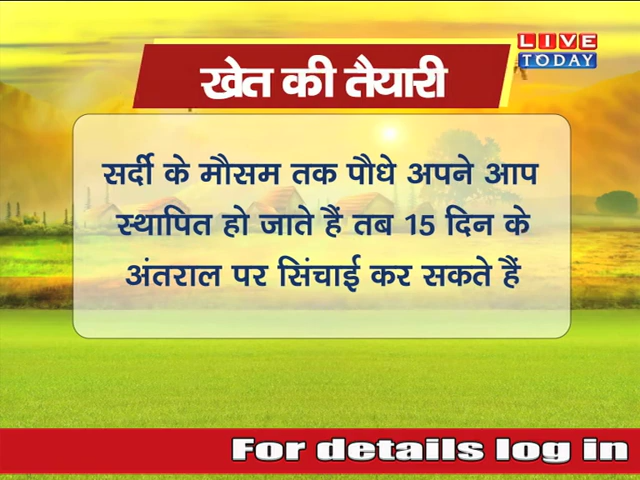 LIVE
TODAY
खेत की तैयारी
सर्दी के मौसम तक पौधे अपने आप
स्थापित हो जाते हैं तब 15 दिन के
अंतराल पर सिंचाई कर सकते हैं
For details log in